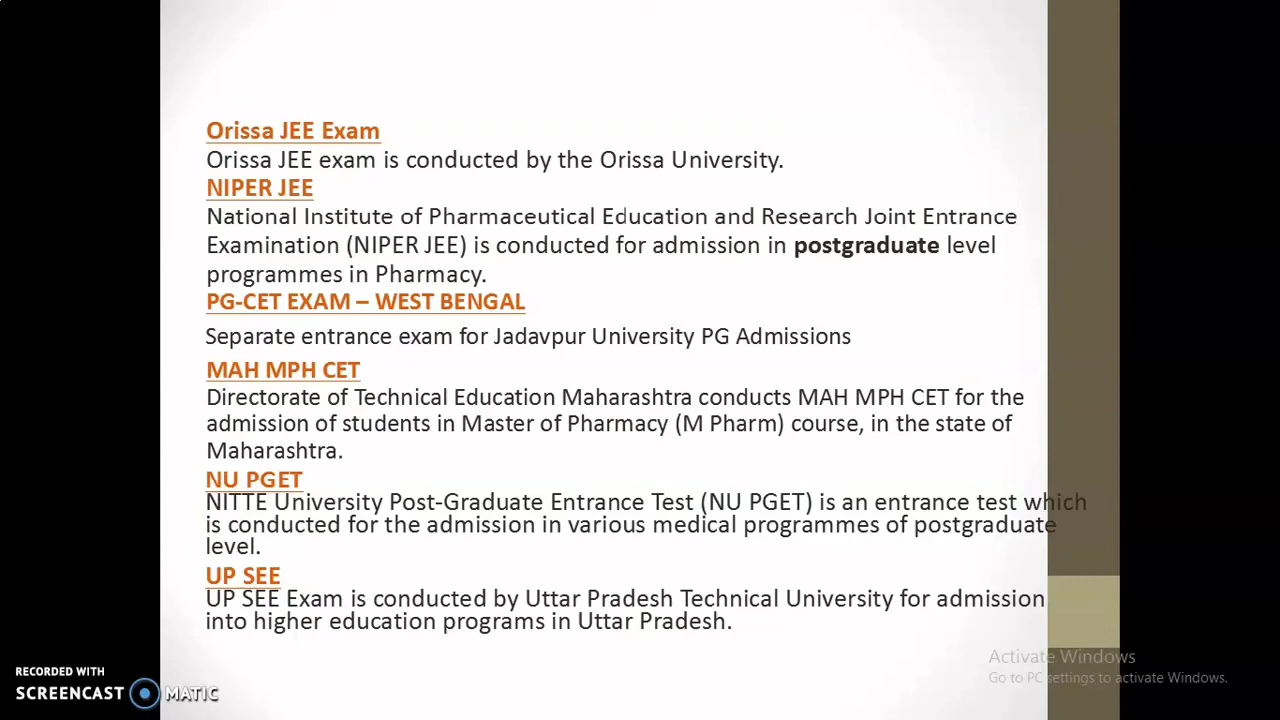 Orissa JEE Exam
Orissa JEE exam is conducted by the Orissa University.
NIPER JEE
National Institute of Pharmaceutical Education and Research Joint Entrance
Examination (NIPER JEE) is conducted for admission in postgraduate level
programmes in Pharmacy.
PG-CET EXAM – WEST BENGAL
Separate entrance exam for Jadavpur University PG Admissions
MAH MPH CET
Directorate of Technical Education Maharashtra conducts MAH MPH CET for the
admission of students in Master of Pharmacy (M Pharm) course, in the state of
Maharashtra.
NU PGET
NITTE University Post-Graduate Entrance Test (NU PGET) is an entrance test which
is conducted for the admission in various medical programmes of postgraduate
level.
UP SEE
UP SEE Exam is conducted by Uttar Pradesh Technical University for admission
into higher education programs in Uttar Pradesh.
Activate Windows
Go to PC settings to activate Windows.
RECORDED WITH
SCREENCAST MATIC